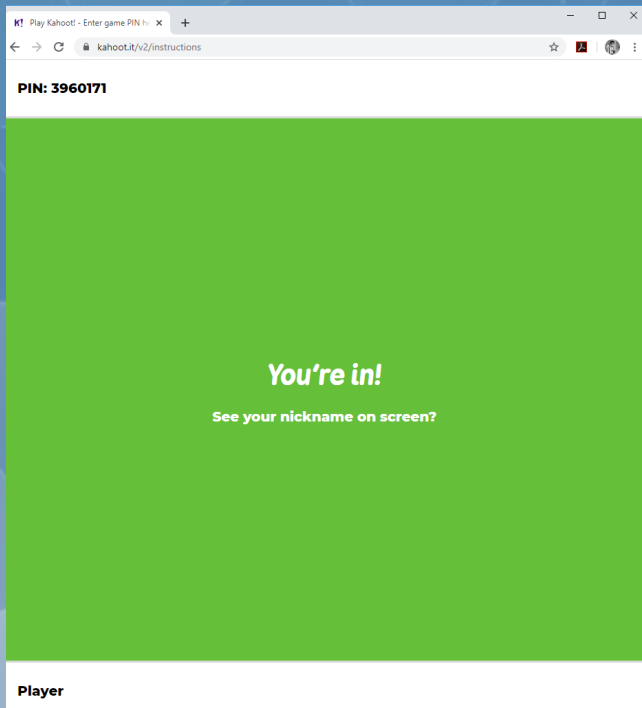 K! Play Kahoot! - Enter game PIN h
kahoot.it/v2/instructions
PIN: 3960171
You're in!
See your nickname on screen?
Player